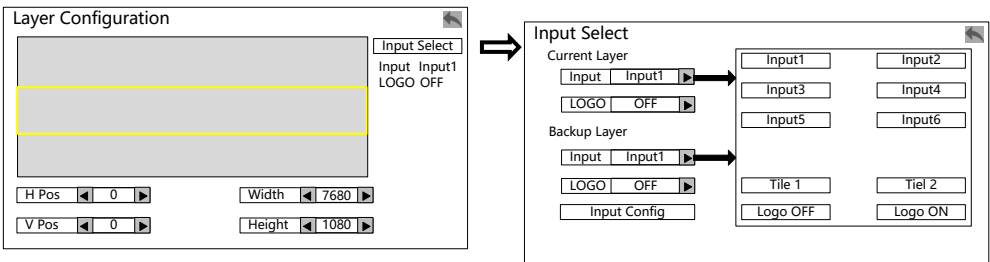 Layer Configuration
Input Select
Input Input1
LOGO OFF
H Pos 0
Width 7680
V Pos 0
Height 1080
Input Select
Current Layer
Input Input1
LOGO OFF
Backup Layer
Input Input1
LOGO OFF
Input Config
Input1 Input2
Input3 Input4
Input5 Input6
Tile 1 Tiel 2
Logo OFF Logo ON